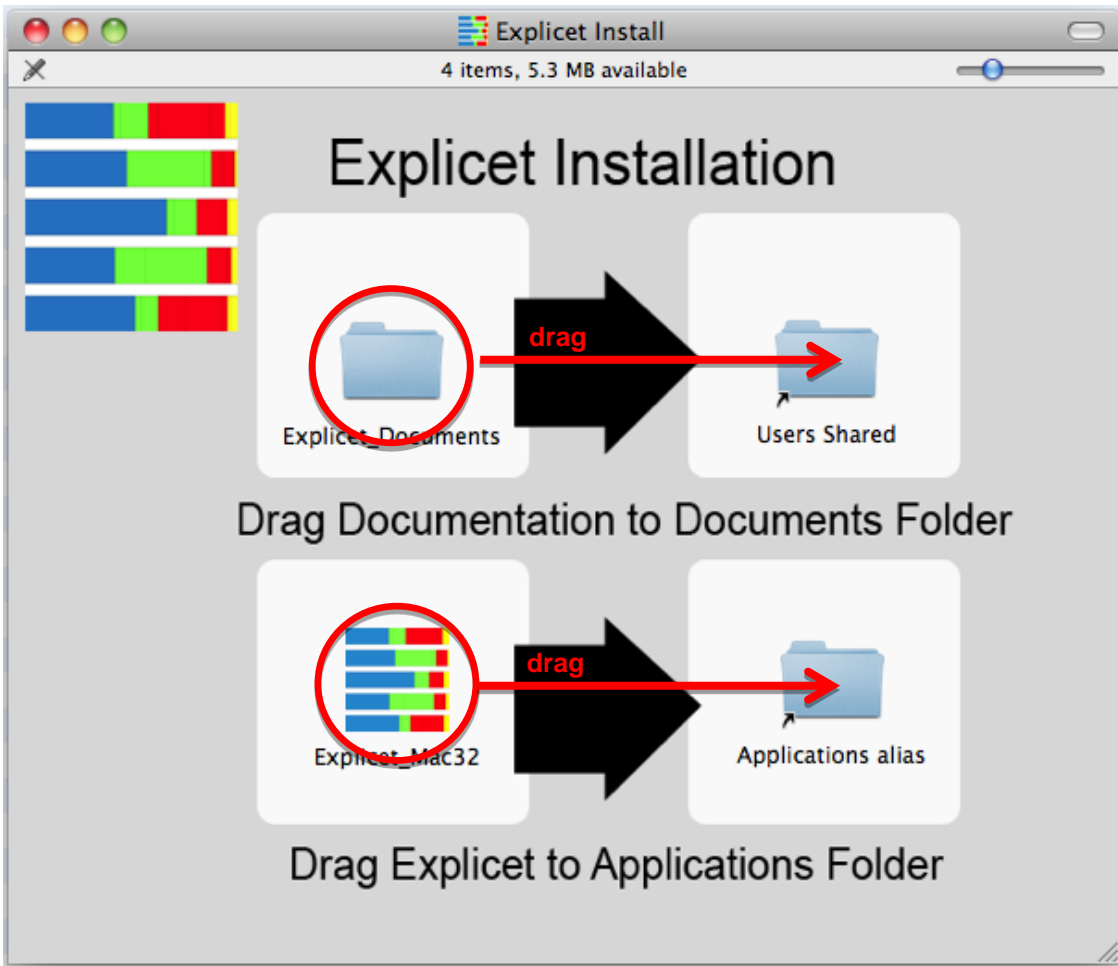 Explicet Install
4 items, 5.3 MB available
Explicet Installation
drag
Explicet_Documents
Users Shared
Drag Documentation to Documents Folder
drag
Explicet_Mac32
Applications alias
Drag Explicet to Applications Folder